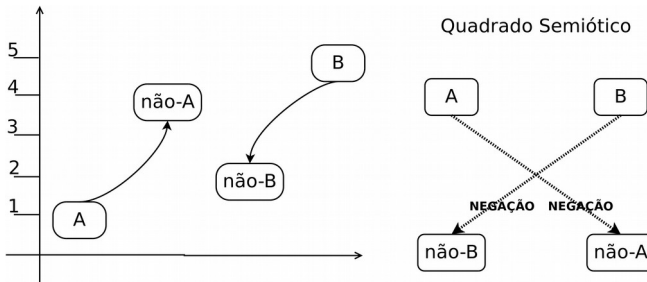 5
4
3
2
1
A
não-A
B
não-B
Quadrado Semiótico
A
B
NEGAÇÃO NEGAÇÃO
não-B
não-A